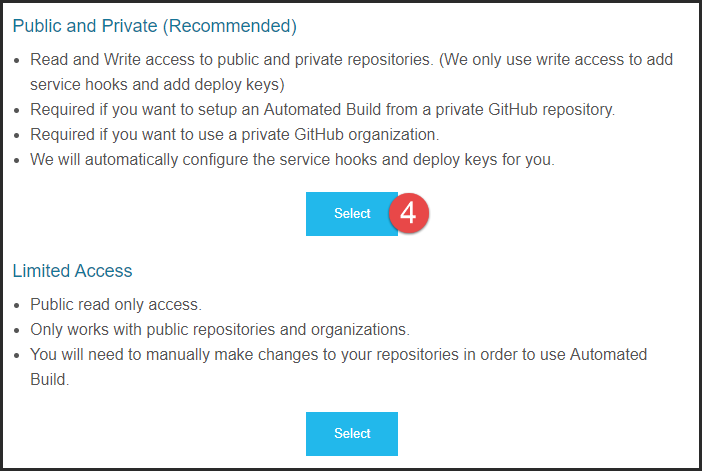 Public and Private (Recommended)
Read and Write access to public and private repositories. (We only use write access to add
service hooks and add deploy keys)
Required if you want to setup an Automated Build from a private GitHub repository.
Required if you want to use a private GitHub organization.
We will automatically configure the service hooks and deploy keys for you.
Select 4
Limited Access
Public read only access.
Only works with public repositories and organizations.
You will need to manually make changes to your repositories in order to use Automated
Build.
Select